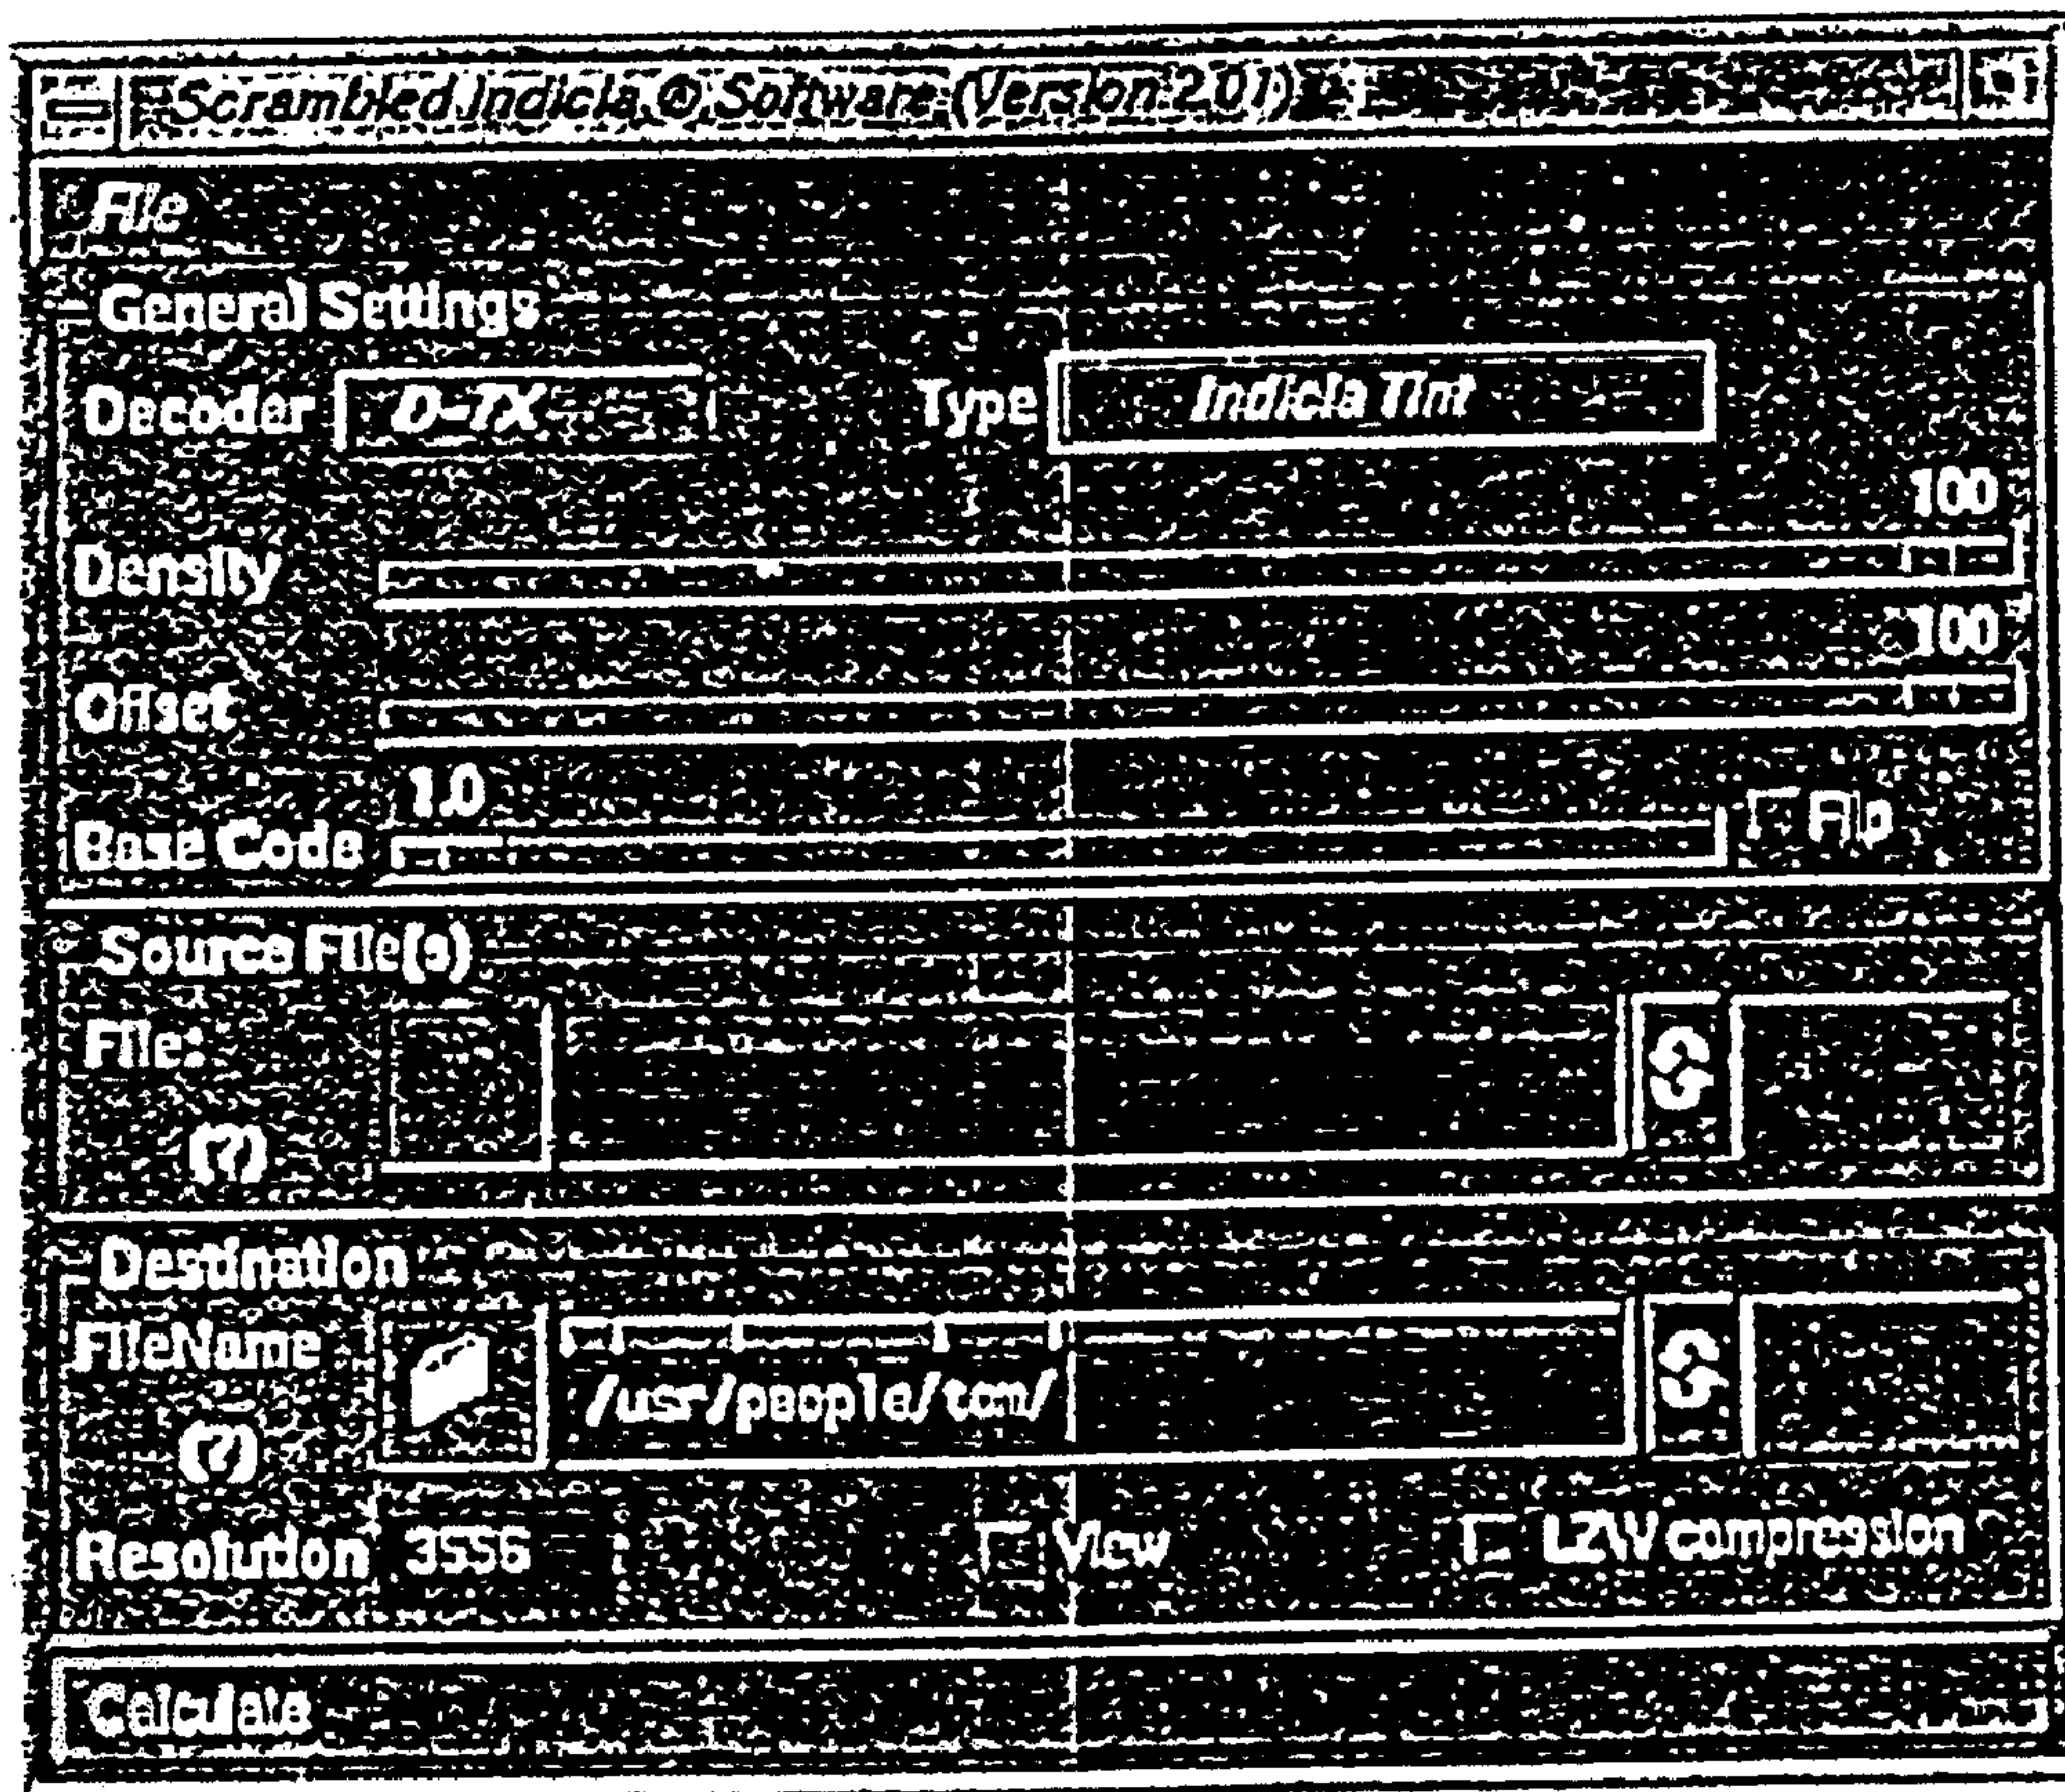 Scrambled Indicia © Software (Version 2.01)
File
General Settings
Decoder D-7X Type Indicia Tint
100
Density
100
Offset
1.0
Base Code Flip
Source File(s)
File:
(?)
Destination
FileName
/usr/people/tom/
(?)
Resolution 3556 View LZW compression
Calculate